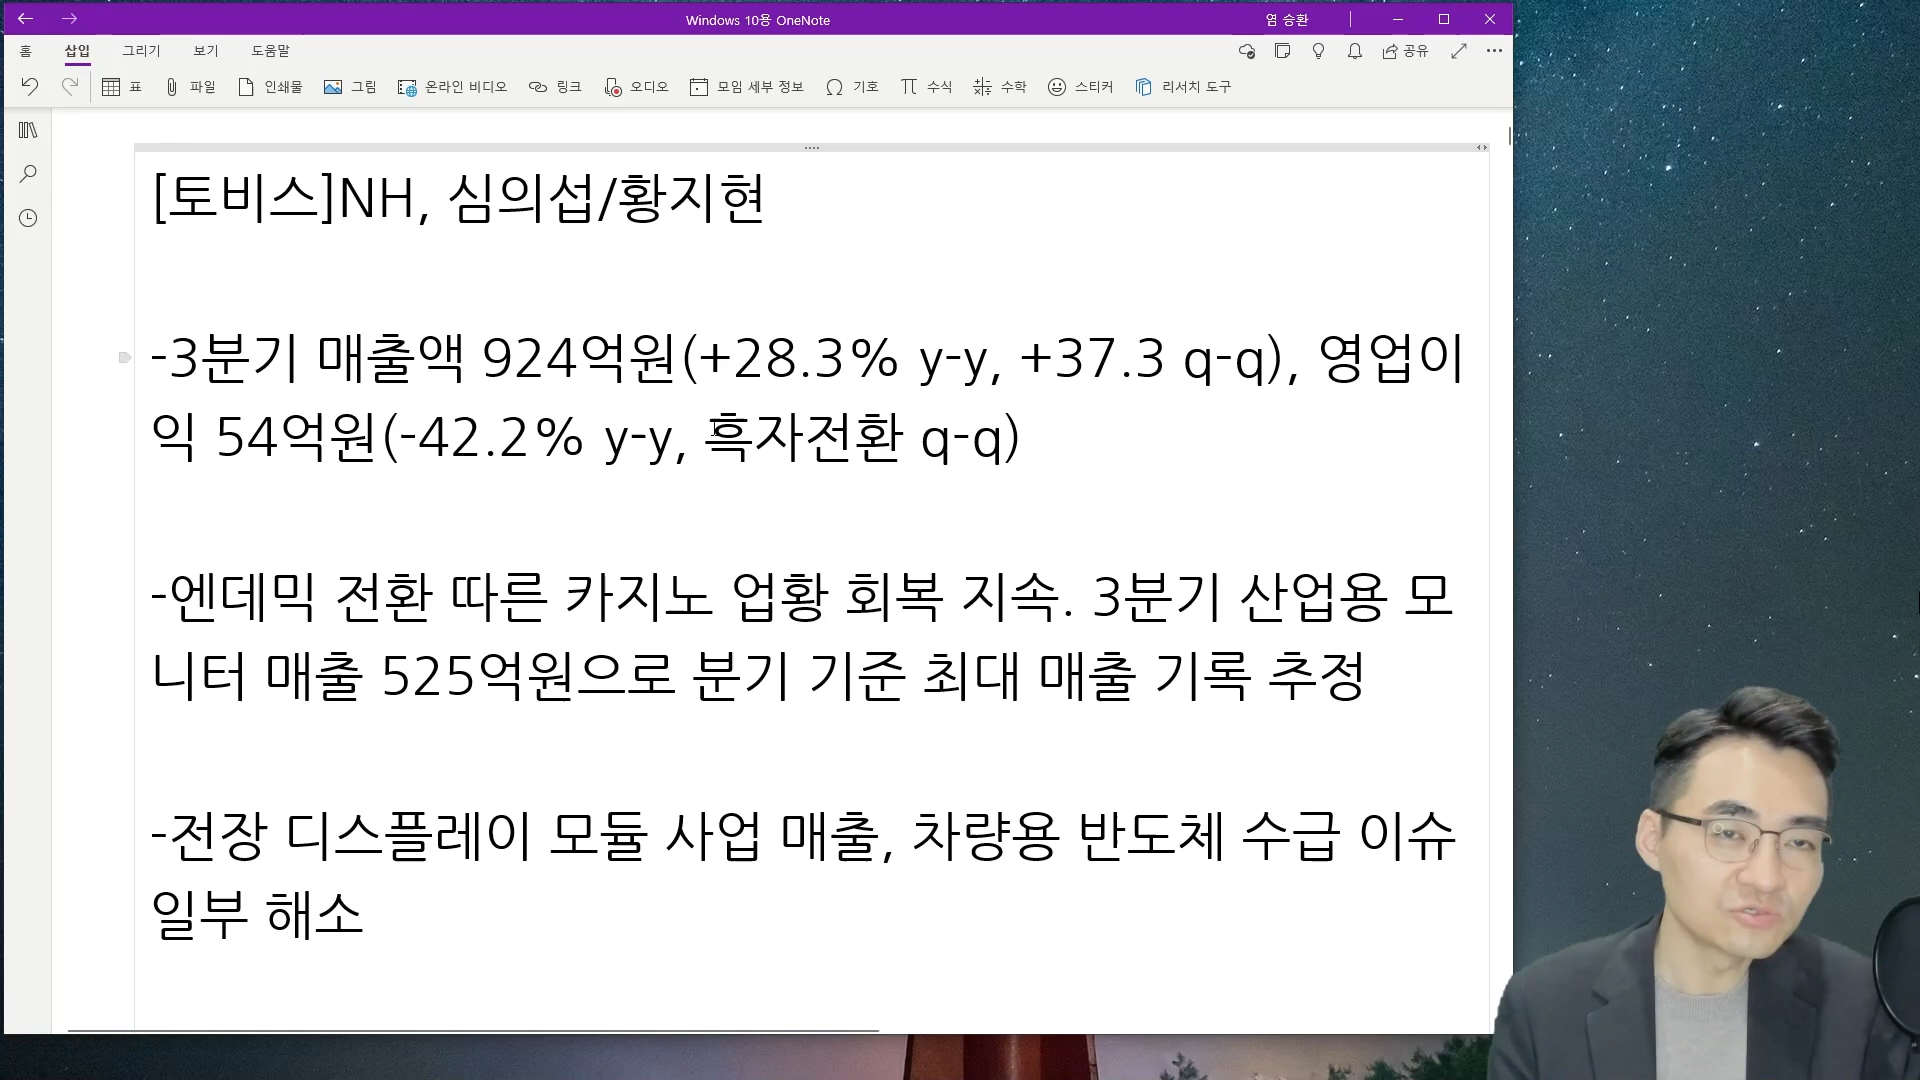 Windows 10용 OneNote
염 승환
홈 삽입 그리기 보기 도움말
공유
표 파일 인쇄물 그림 온라인 비디오 링크 오디오 모임 세부 정보 기호 수식 수학 스티커 리서치 도구
[토비스]NH, 심의섭/황지현
-3분기 매출액 924억원(+28.3% y-y, +37.3 q-q), 영업이
익 54억원(-42.2% y-y, 흑자전환 q-q)
-엔데믹 전환 따른 카지노 업황 회복 지속. 3분기 산업용 모
니터 매출 525억원으로 분기 기준 최대 매출 기록 추정
-전장 디스플레이 모듈 사업 매출, 차량용 반도체 수급 이슈
일부 해소